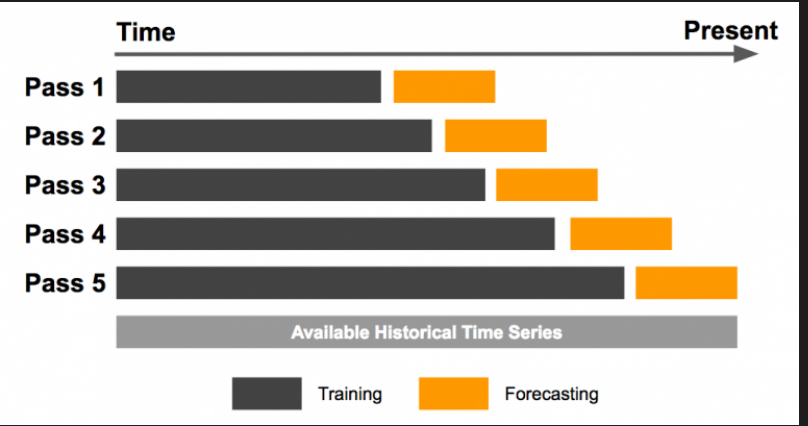 Time Present
Pass 1
Pass 2
Pass 3
Pass 4
Pass 5
Available Historical Time Series
Training Forecasting